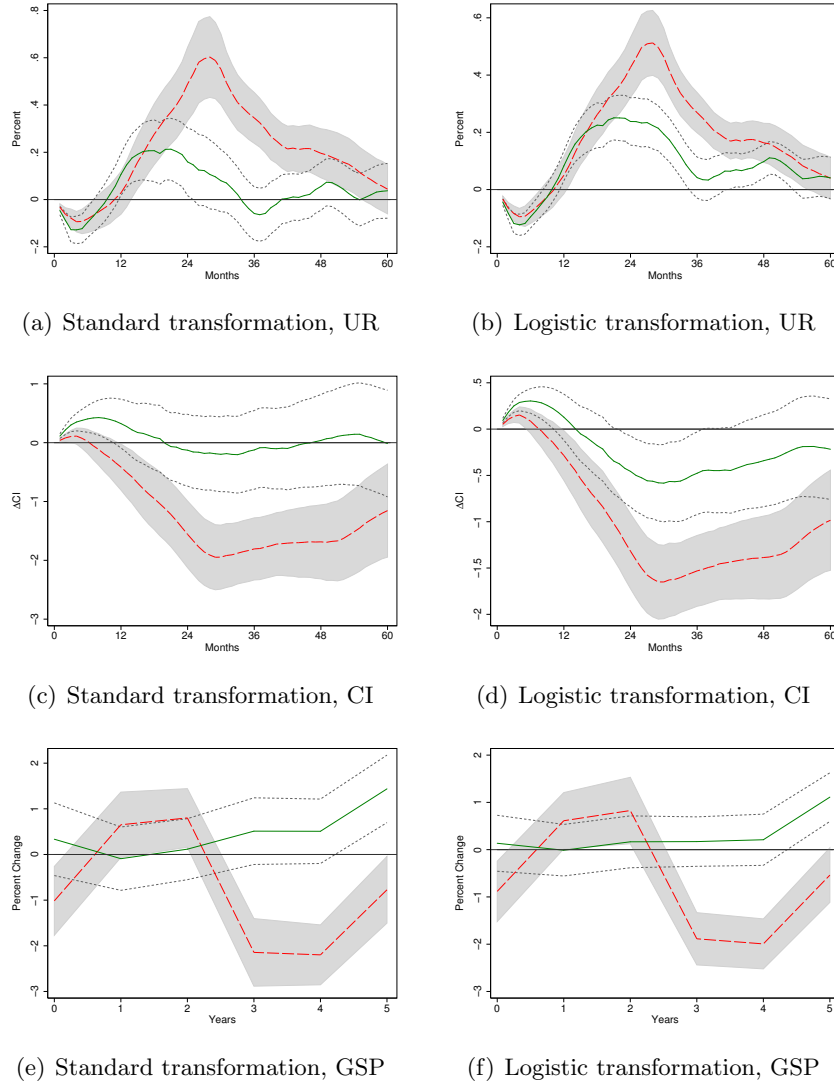 Percent
.8
.6
.4
.2
0
-.2
0 12 24 36 48 60
Months
(a) Standard transformation, UR
Percent
.6
.4
.2
0
-.2
0 12 24 36 48 60
Months
(b) Logistic transformation, UR
ΔCI
1
0
-1
-2
-3
0 12 24 36 48 60
Months
(c) Standard transformation, CI
ΔCI
.5
0
-.5
-1
-1.5
-2
0 12 24 36 48 60
Months
(d) Logistic transformation, CI
Percent Change
2
1
0
-1
-2
-3
0 1 2 3 4 5
Years
(e) Standard transformation, GSP
Percent Change
2
1
0
-1
-2
-3
0 1 2 3 4 5
Years
(f) Logistic transformation, GSP